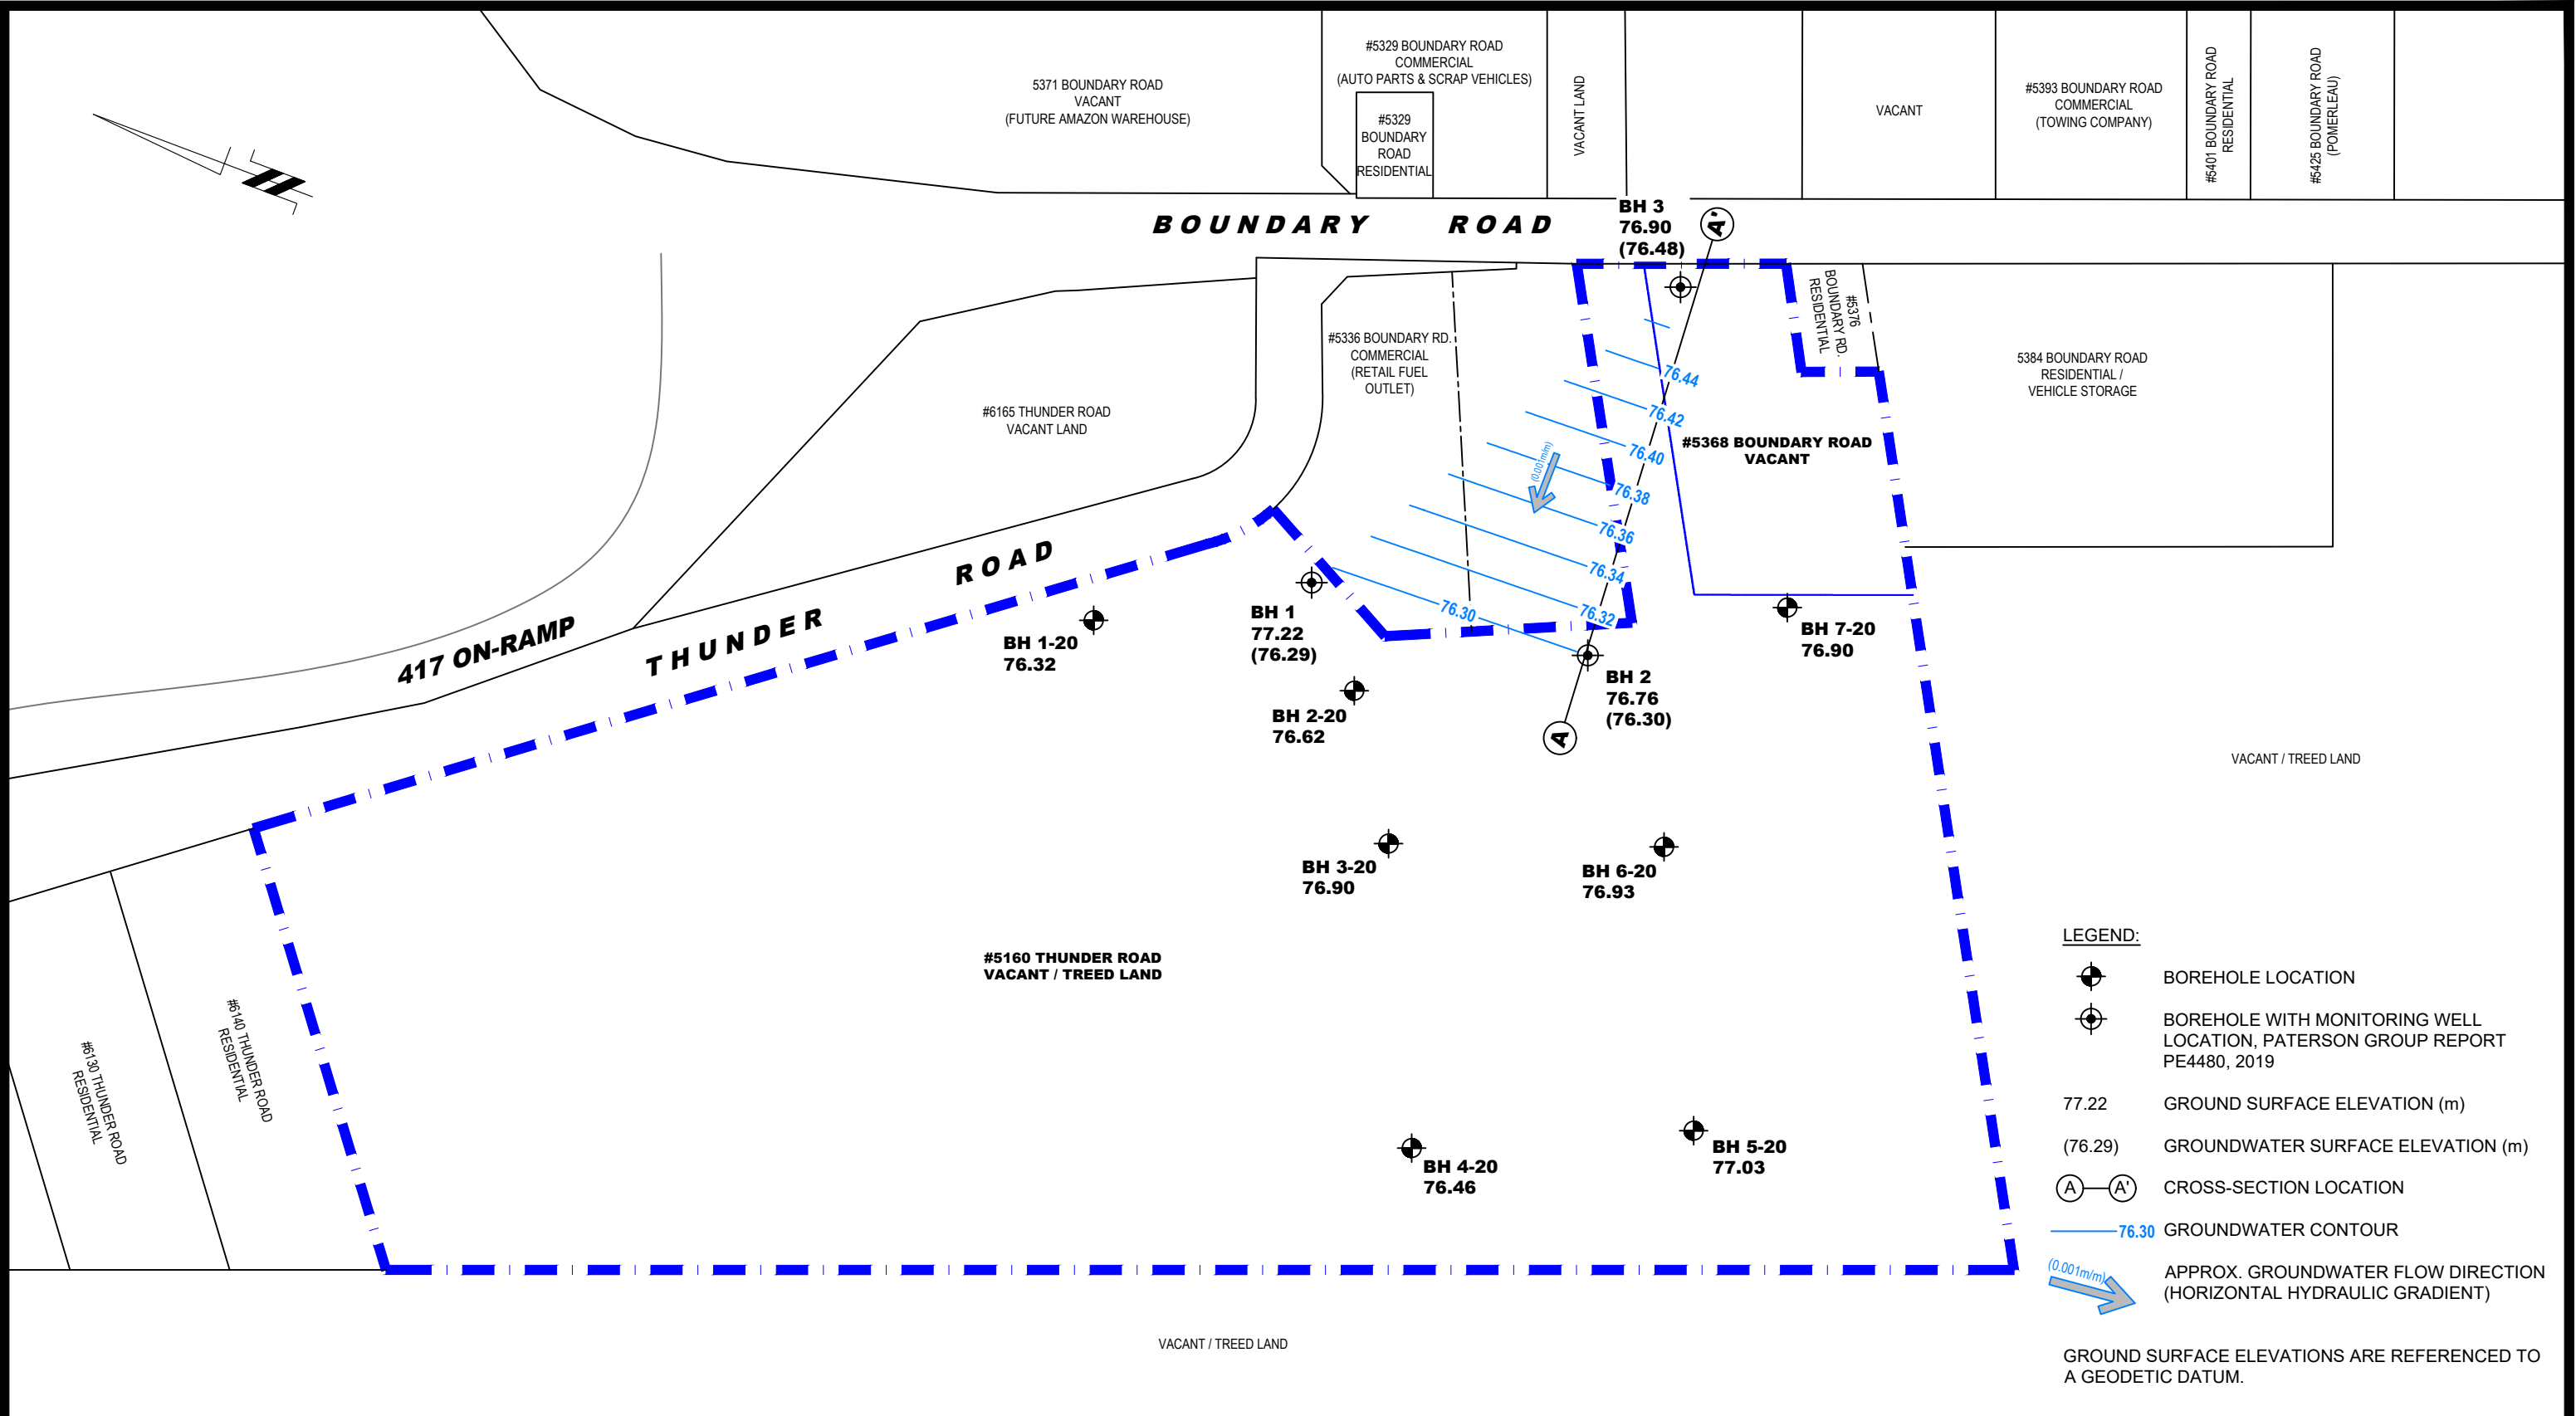 5371 BOUNDARY ROAD
VACANT
(FUTURE AMAZON WAREHOUSE)
#5329 BOUNDARY ROAD
COMMERCIAL
(AUTO PARTS & SCRAP VEHICLES)
#5329
BOUNDARY
ROAD
RESIDENTIAL
VACANT LAND
VACANT
#5393 BOUNDARY ROAD
COMMERCIAL
(TOWING COMPANY)
#5401 BOUNDARY ROAD
RESIDENTIAL
#5425 BOUNDARY ROAD
(POMERLEAU)
BOUNDARY ROAD
BH 3
76.90
(76.48)
A'
#5376
BOUNDARY RD.
RESIDENTIAL
#5336 BOUNDARY RD.
COMMERCIAL
(RETAIL FUEL
OUTLET)
5384 BOUNDARY ROAD
RESIDENTIAL /
VEHICLE STORAGE
#6165 THUNDER ROAD
VACANT LAND
76.44
76.42
76.40
76.38
76.36
76.34
76.32
76.30
(0.001m/m)
#5368 BOUNDARY ROAD
VACANT
417 ON-RAMP
THUNDER ROAD
BH 1-20
76.32
BH 1
77.22
(76.29)
BH 2-20
76.62
BH 2
76.76
(76.30)
A
BH 7-20
76.90
VACANT / TREED LAND
BH 3-20
76.90
BH 6-20
76.93
#5160 THUNDER ROAD
VACANT / TREED LAND
#6140 THUNDER ROAD
RESIDENTIAL
#6130 THUNDER ROAD
RESIDENTIAL
BH 4-20
76.46
BH 5-20
77.03
VACANT / TREED LAND
LEGEND:
BOREHOLE LOCATION
BOREHOLE WITH MONITORING WELL
LOCATION, PATERSON GROUP REPORT
PE4480, 2019
77.22 GROUND SURFACE ELEVATION (m)
(76.29) GROUNDWATER SURFACE ELEVATION (m)
A A' CROSS-SECTION LOCATION
76.30 GROUNDWATER CONTOUR
(0.001m/m) APPROX. GROUNDWATER FLOW DIRECTION
(HORIZONTAL HYDRAULIC GRADIENT)
GROUND SURFACE ELEVATIONS ARE REFERENCED TO
A GEODETIC DATUM.